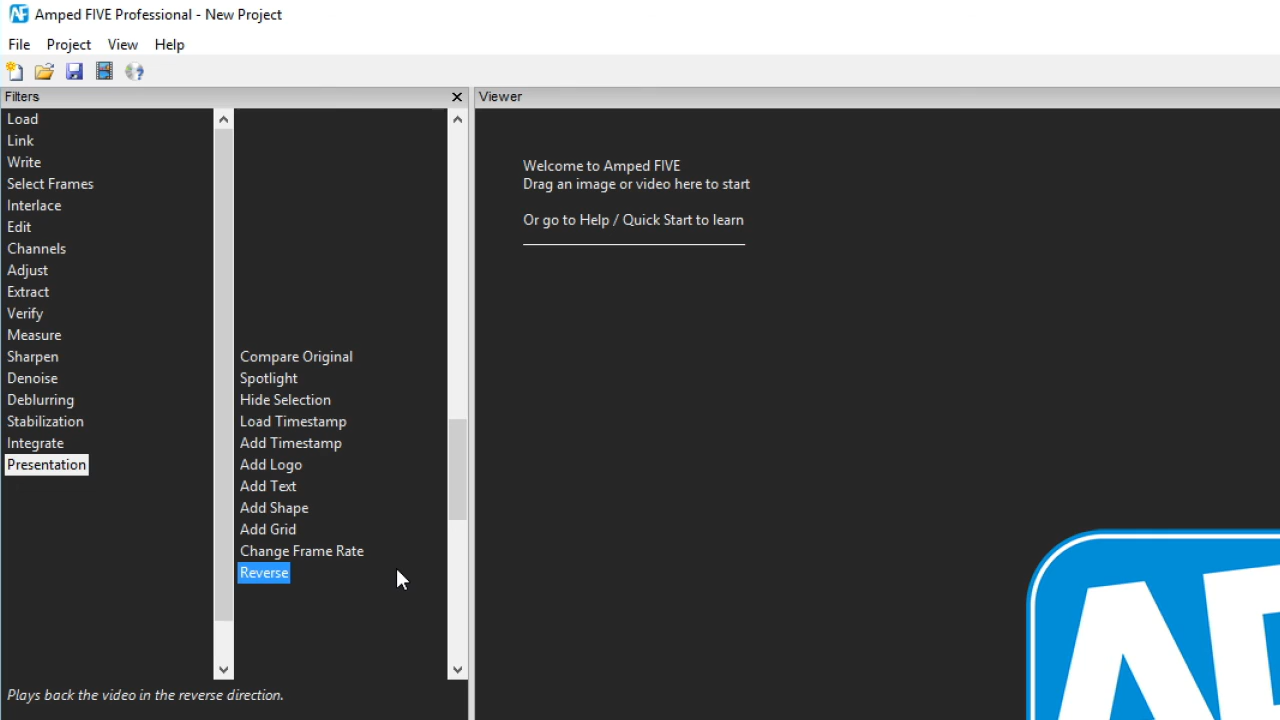 Amped FIVE Professional - New Project
File Project View Help
Filters
Viewer
Load
Link
Write
Select Frames
Interlace
Edit
Channels
Adjust
Extract
Verify
Measure
Sharpen
Denoise
Deblurring
Stabilization
Integrate
Presentation
Compare Original
Spotlight
Hide Selection
Load Timestamp
Add Timestamp
Add Logo
Add Text
Add Shape
Add Grid
Change Frame Rate
Reverse
Plays back the video in the reverse direction.
Welcome to Amped FIVE
Drag an image or video here to start
Or go to Help / Quick Start to learn
AF